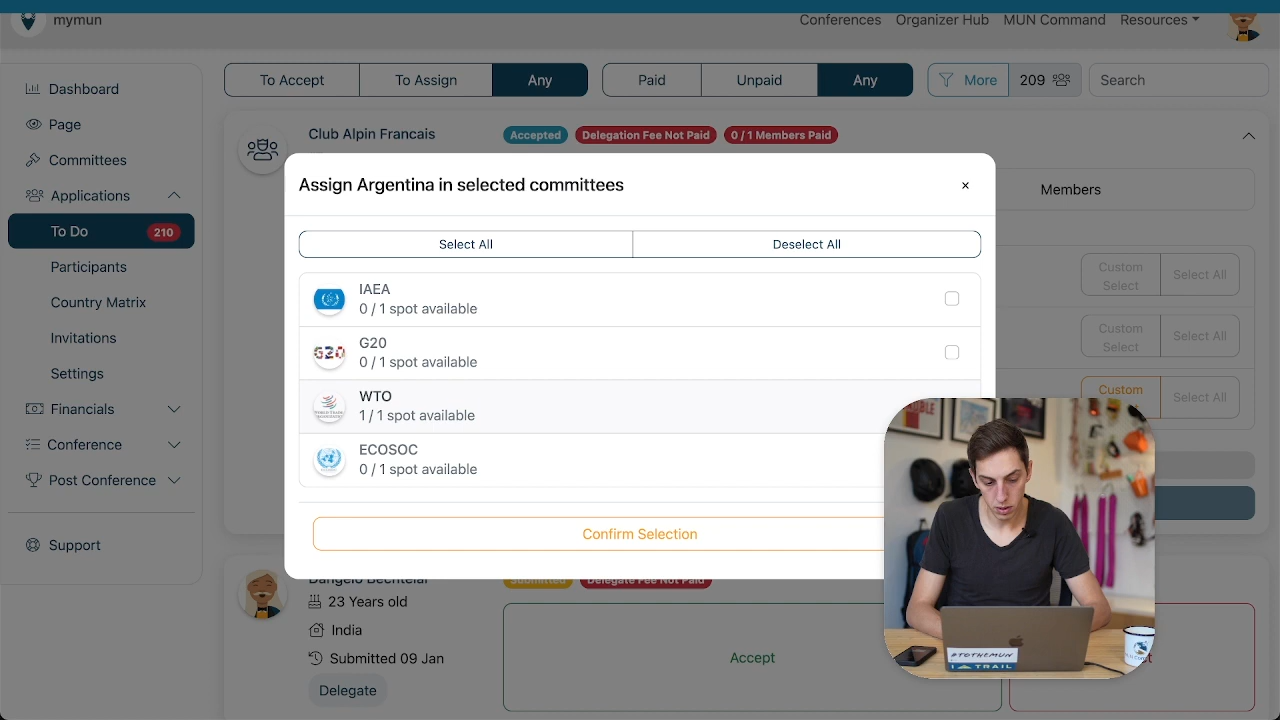 mymun
Conferences Organizer Hub MUN Command Resources
Dashboard
Page
Committees
Applications
To Do 210
Participants
Country Matrix
Invitations
Settings
Financials
Conference
Post Conference
Support
To Accept To Assign Any Paid Unpaid Any More 209 Search
Club Alpin Francais Accepted Delegation Fee Not Paid 0 / 1 Members Paid
Members
Custom Select Select All
Custom Select Select All
Custom Select All
Assign Argentina in selected committees ×
Select All Deselect All
IAEA
0 / 1 spot available
G20
0 / 1 spot available
WTO
1 / 1 spot available
ECOSOC
0 / 1 spot available
Confirm Selection
Dangelo Bechtelar Submitted Delegate Fee Not Paid
23 Years old
India
Submitted 09 Jan
Delegate
Accept
#TOTHEMUN
TRAIL